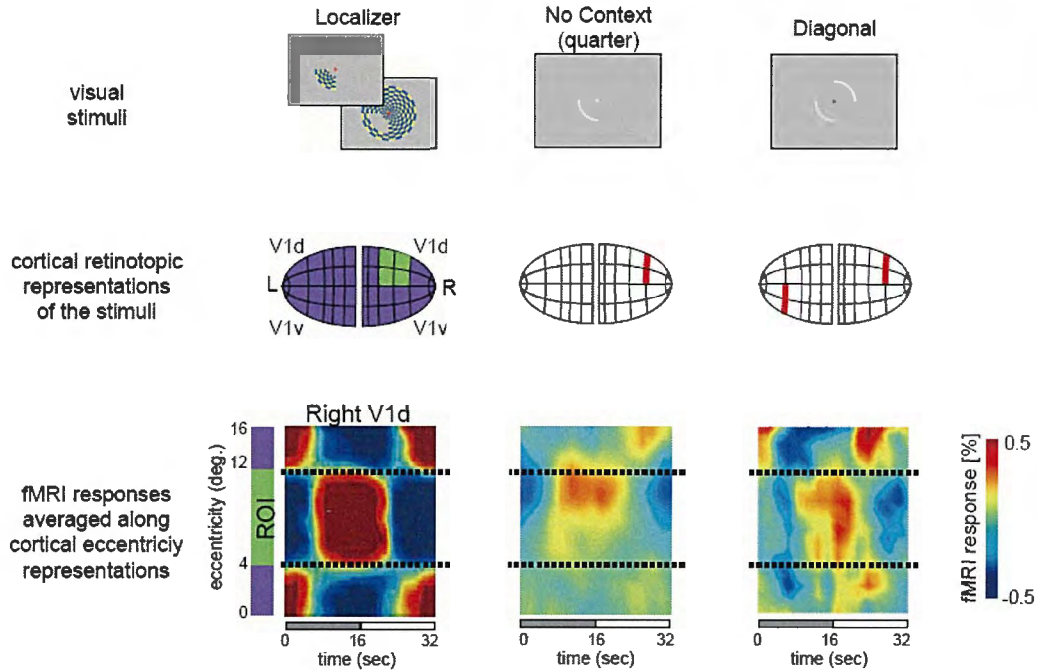 Localizer
No Context
(quarter)
Diagonal
visual
stimuli
cortical retinotopic
representations
of the stimuli
V1d
V1d
L
R
V1v
V1v
fMRI responses
averaged along
cortical eccentriciy
representations
Right V1d
eccentricity (deg.)
16
12
4
0
ROI
0
16
32
time (sec)
0
16
32
time (sec)
0
16
32
time (sec)
0.5
-0.5
fMRI response [%]